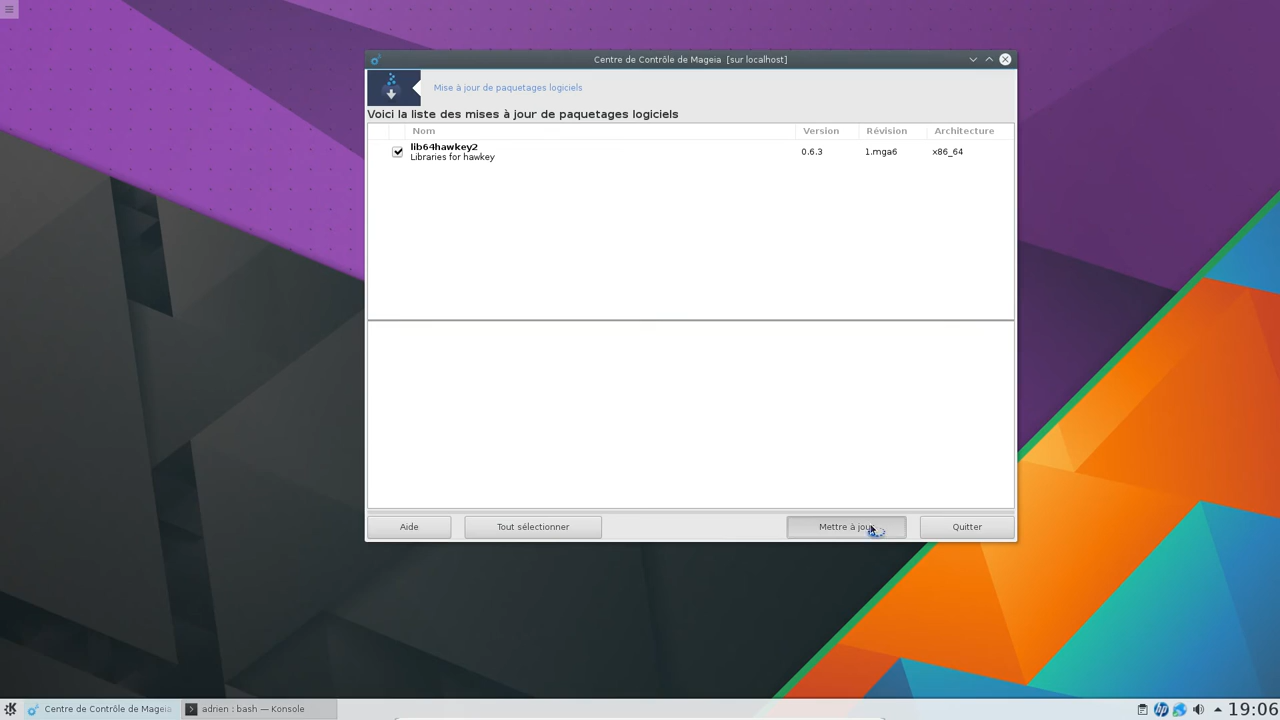 Centre de Contrôle de Mageia [sur localhost]
Mise à jour de paquetages logiciels
Voici la liste des mises à jour de paquetages logiciels
Nom Version Révision Architecture
lib64hawkey2
Libraries for hawkey
0.6.3 1.mga6 x86_64
Aide Tout sélectionner Mettre à jou Quitter
Centre de Contrôle de Mageia adrien : bash — Konsole 19:06